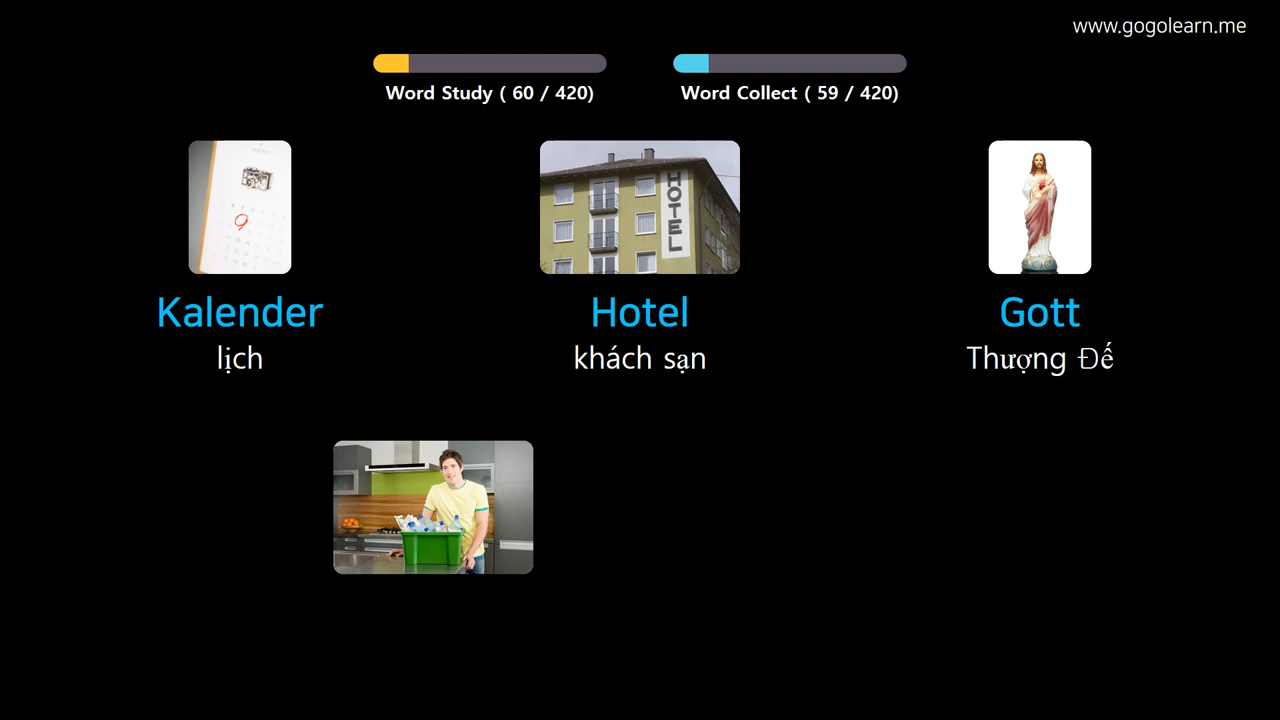 www.gogolearn.me
Word Study ( 60 / 420)
Word Collect ( 59 / 420)
HOTEL
9
Kalender
Hotel
Gott
lịch
khách sạn
Thượng Đế